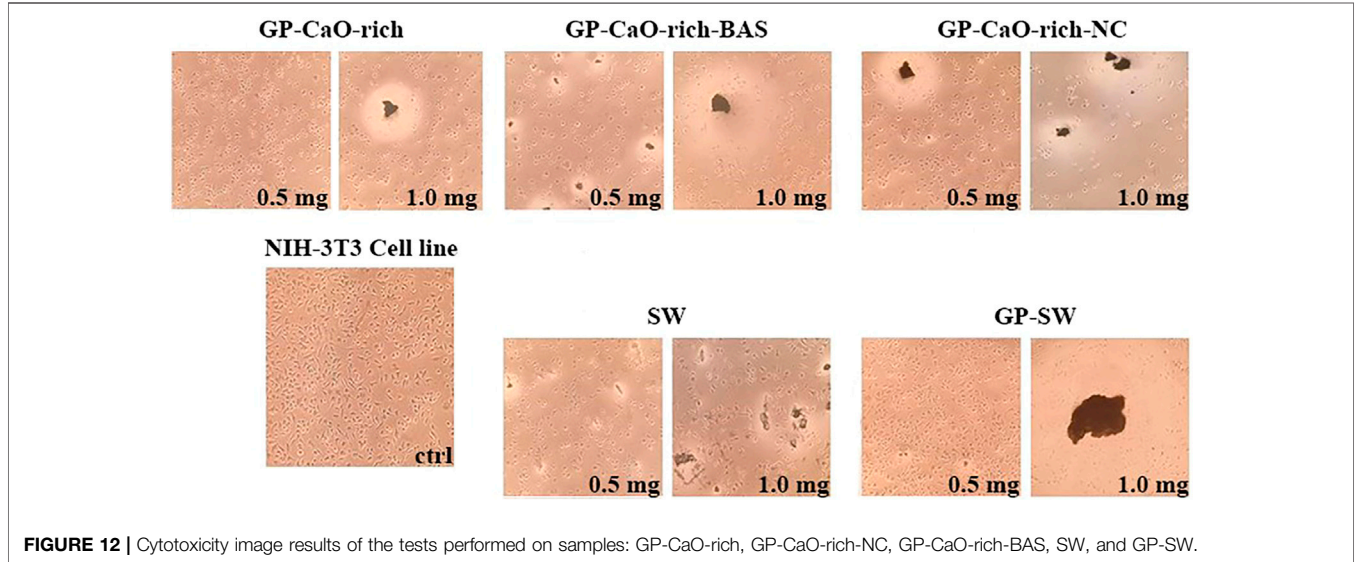 GP-CaO-rich
GP-CaO-rich-BAS
GP-CaO-rich-NC
0.5 mg
1.0 mg
0.5 mg
1.0 mg
0.5 mg
1.0 mg
NIH-3T3 Cell line
ctrl
SW
GP-SW
0.5 mg
1.0 mg
0.5 mg
1.0 mg
FIGURE 12 | Cytotoxicity image results of the tests performed on samples: GP-CaO-rich, GP-CaO-rich-NC, GP-CaO-rich-BAS, SW, and GP-SW.